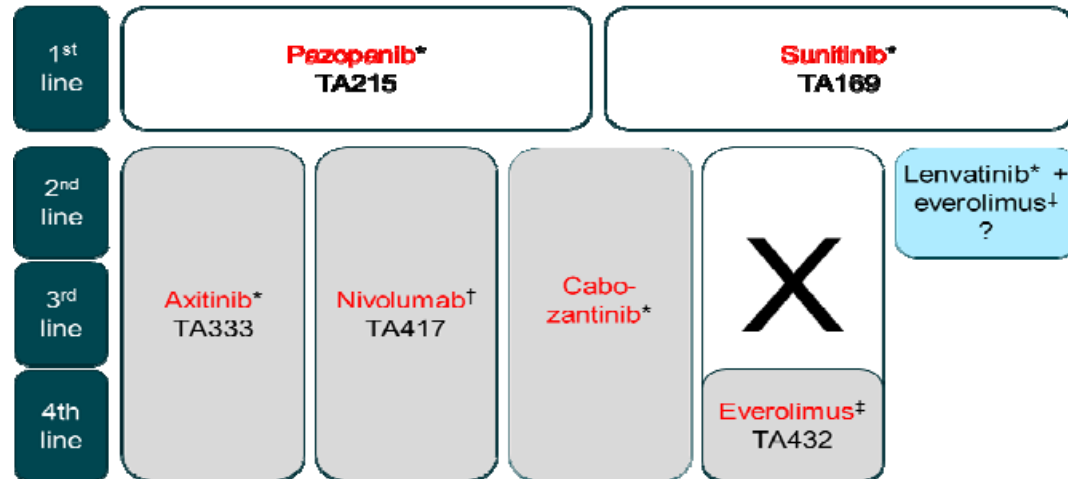 1st
line
Pazopanib*
TA215
Sunitinib*
TA169
2nd
line
Lenvatinib* +
everolimus‡
?
X
3rd
line
Axitinib*
TA333
Nivolumab†
TA417
Cabo-
zantinib*
4th
line
Everolimus‡
TA432